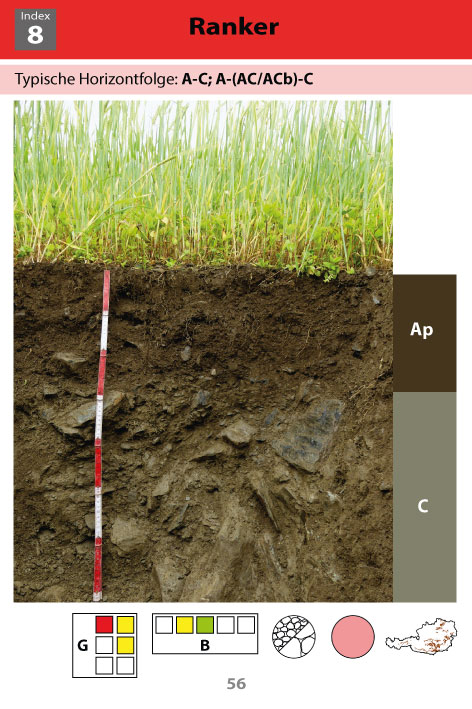 Index
8
Ranker
Typische Horizontfolge: A-C; A-(AC/ACb)-C
Ap
C
G
B
56